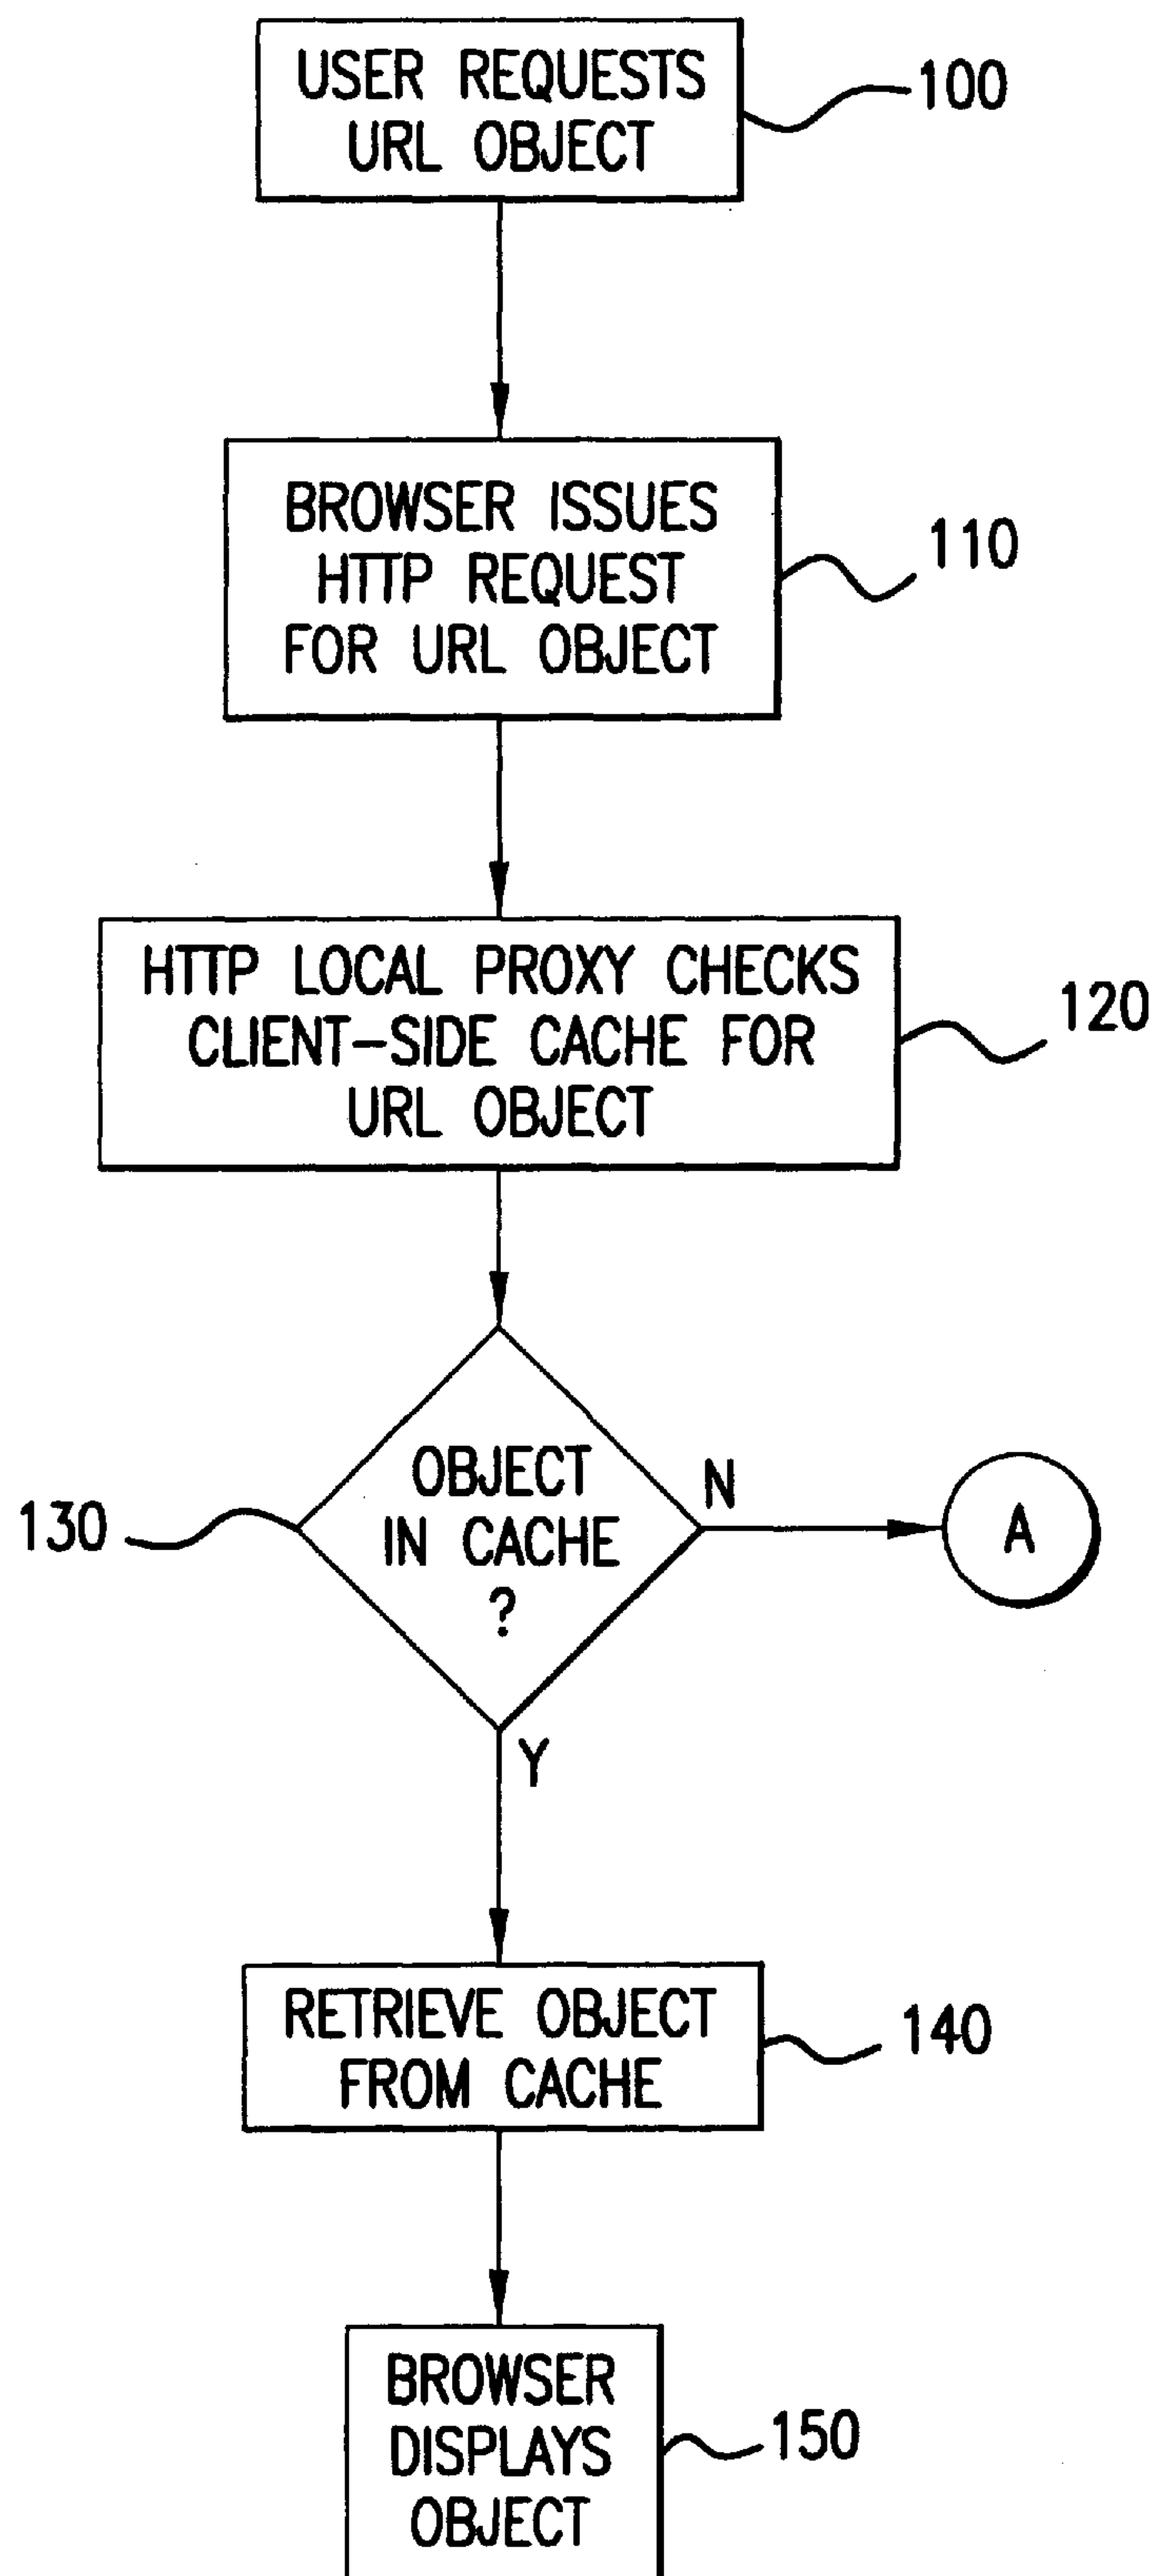 USER REQUESTS
URL OBJECT
100
BROWSER ISSUES
HTTP REQUEST
FOR URL OBJECT
110
HTTP LOCAL PROXY CHECKS
CLIENT-SIDE CACHE FOR
URL OBJECT
120
OBJECT
IN CACHE
?
130
N
A
Y
RETRIEVE OBJECT
FROM CACHE
140
BROWSER
DISPLAYS
OBJECT
150